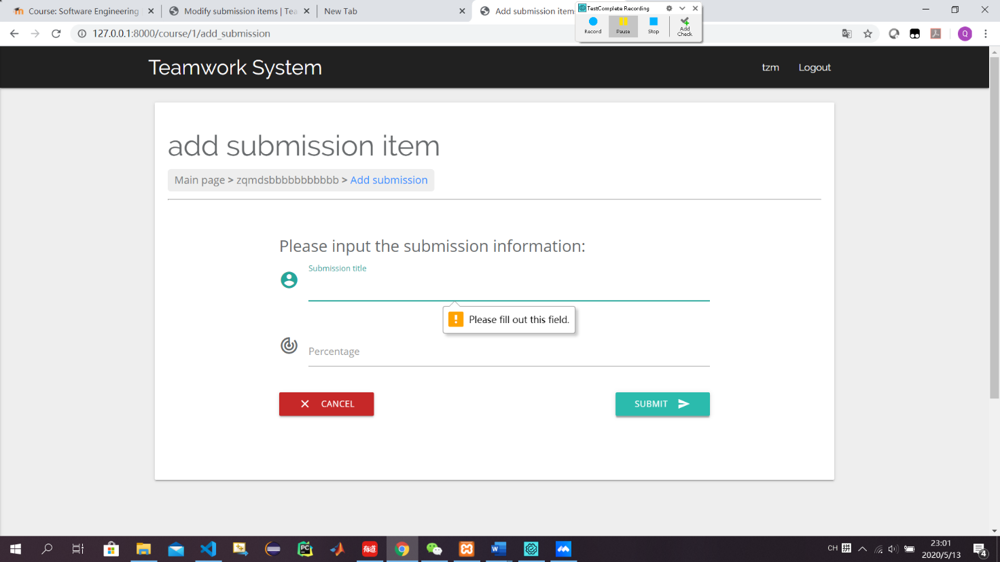 Course: Software Engineering
Modify submission items | Tea
New Tab
Add submission item
TestComplete Recording
Record
Pause
Stop
Add
Check
127.0.0.1:8000/course/1/add_submission
Q
Teamwork System
tzm
Logout
add submission item
Main page > zqmdsbbbbbbbbbbb > Add submission
Please input the submission information:
Submission title
Please fill out this field.
Percentage
CANCEL
SUBMIT
CH 拼
23:01
2020/5/13
4